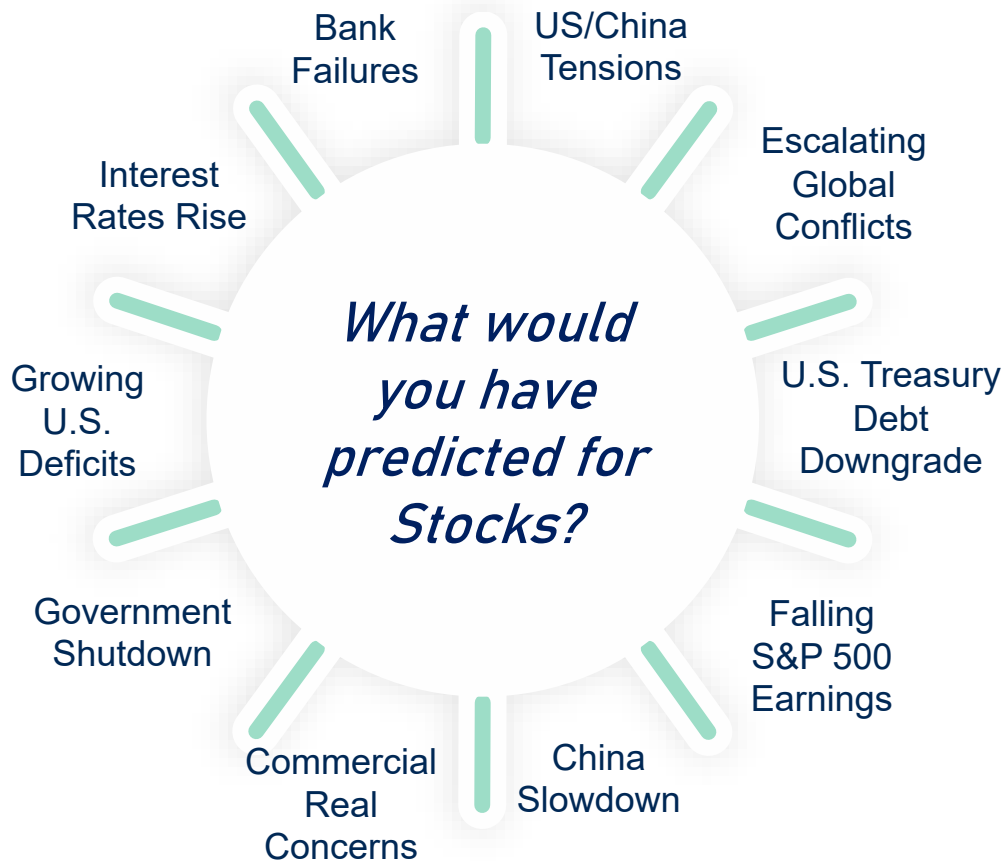 Bank
Failures
US/China
Tensions
Escalating
Global
Conflicts
U.S. Treasury
Debt
Downgrade
Falling
S&P 500
Earnings
China
Slowdown
Commercial
Real
Concerns
Government
Shutdown
Growing
U.S.
Deficits
Interest
Rates Rise
What would
you have
predicted for
Stocks?